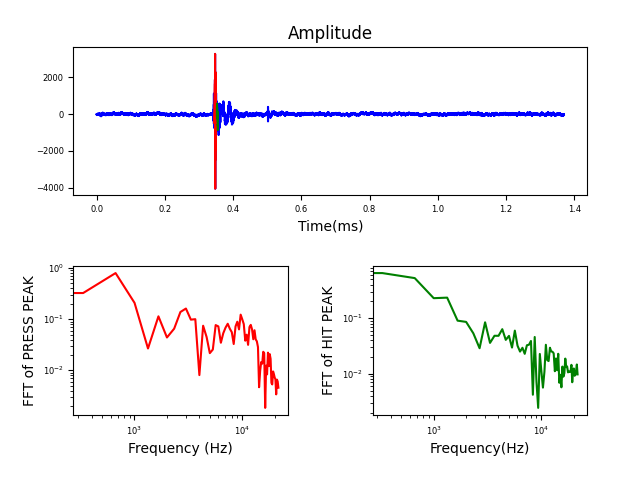 Amplitude
2000
0
−2000
−4000
0.0 0.2 0.4 0.6 0.8 1.0 1.2 1.4
Time(ms)
FFT of PRESS PEAK
10⁰
10⁻¹
10⁻²
10³ 10⁴
Frequency (Hz)
FFT of HIT PEAK
10⁻¹
10⁻²
10³ 10⁴
Frequency(Hz)